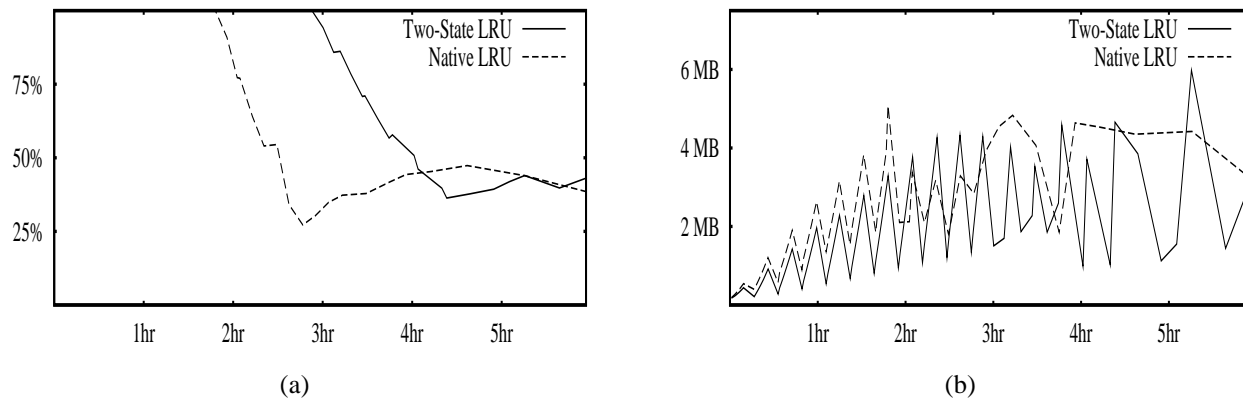 Two-State LRU
Native LRU
75%
50%
25%
1hr 2hr 3hr 4hr 5hr
(a)
Two-State LRU
Native LRU
6 MB
4 MB
2 MB
1hr 2hr 3hr 4hr 5hr
(b)